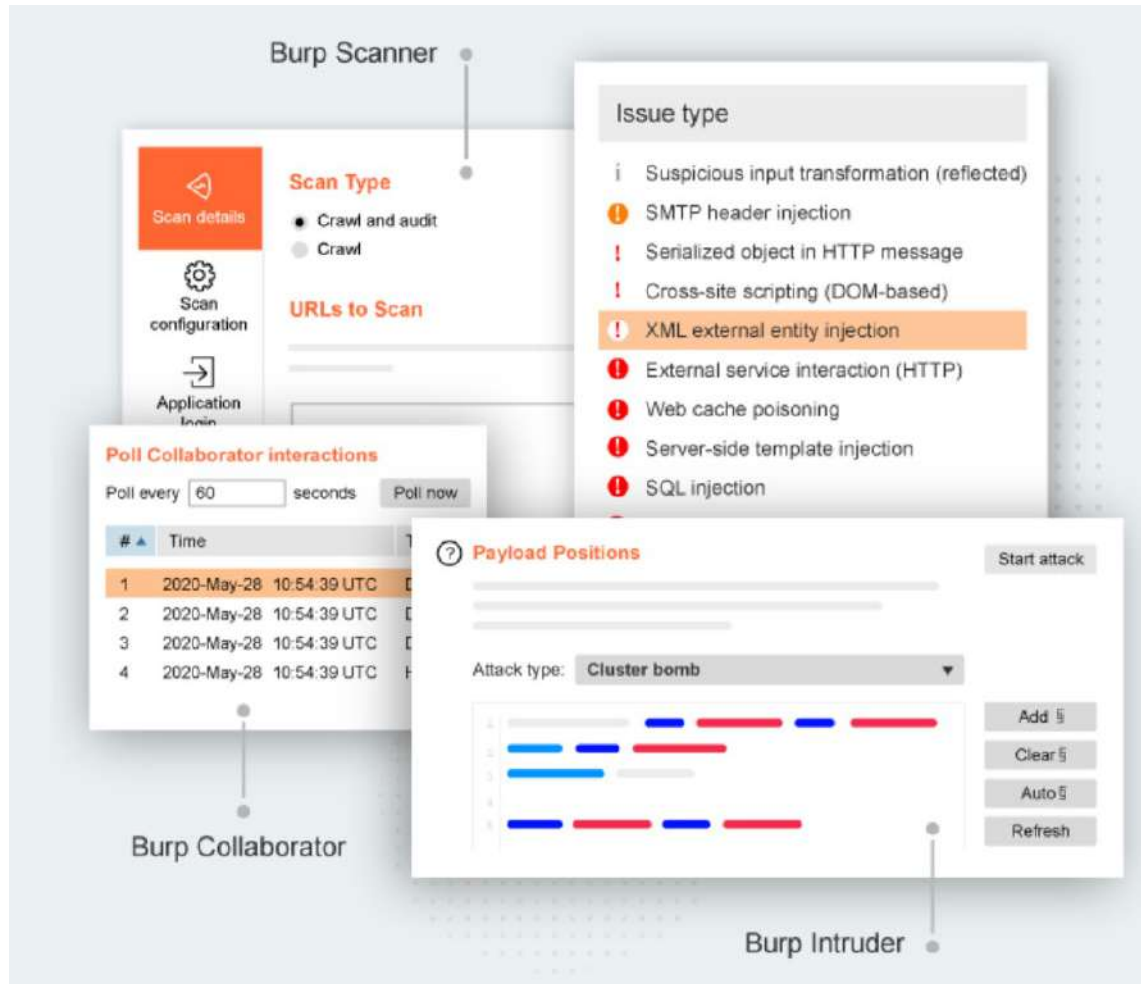 Burp Scanner
Scan details
Scan
configuration
Application
login
Scan Type
Crawl and audit
Crawl
URLs to Scan
Issue type
Suspicious input transformation (reflected)
SMTP header injection
Serialized object in HTTP message
Cross-site scripting (DOM-based)
XML external entity injection
External service interaction (HTTP)
Web cache poisoning
Server-side template injection
SQL injection
Poll Collaborator interactions
Poll every 60 seconds Poll now
# Time
1 2020-May-28 10:54:39 UTC
2 2020-May-28 10:54:39 UTC
3 2020-May-28 10:54:39 UTC
4 2020-May-28 10:54:39 UTC
Burp Collaborator
? Payload Positions
Start attack
Attack type: Cluster bomb
Add §
Clear §
Auto §
Refresh
Burp Intruder